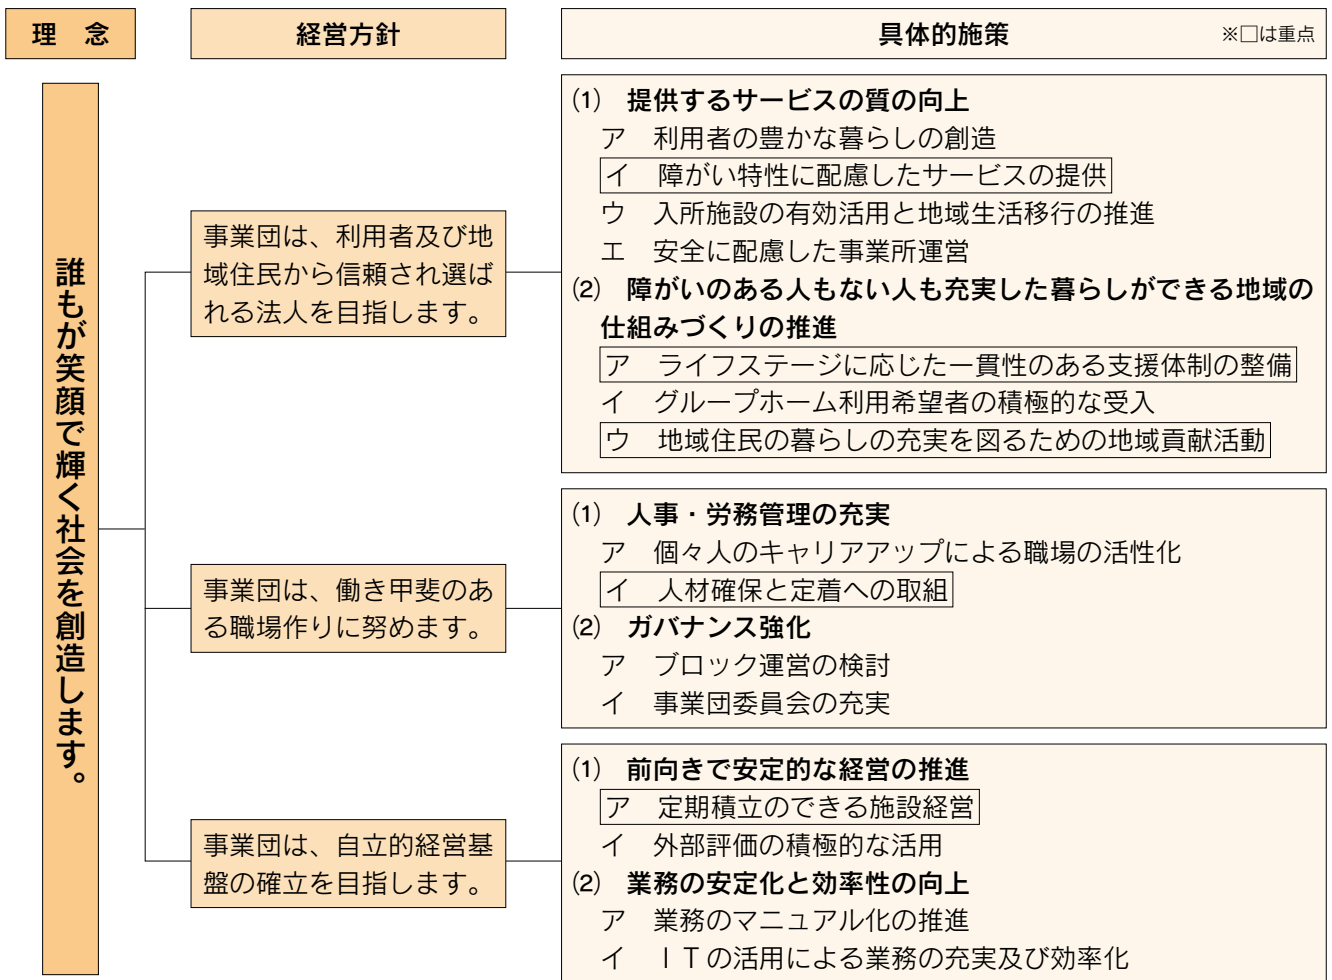 理　念
経営方針
具体的施策
※□は重点
誰もが笑顔で輝く社会を創造します。
事業団は、利用者及び地
域住民から信頼され選ば
れる法人を目指します。
⑴　提供するサービスの質の向上
ア　利用者の豊かな暮らしの創造
イ　障がい特性に配慮したサービスの提供
ウ　入所施設の有効活用と地域生活移行の推進
エ　安全に配慮した事業所運営
⑵　障がいのある人もない人も充実した暮らしができる地域の
仕組みづくりの推進
ア　ライフステージに応じた一貫性のある支援体制の整備
イ　グループホーム利用希望者の積極的な受入
ウ　地域住民の暮らしの充実を図るための地域貢献活動
事業団は、働き甲斐のあ
る職場作りに努めます。
⑴　人事・労務管理の充実
ア　個々人のキャリアアップによる職場の活性化
イ　人材確保と定着への取組
⑵　ガバナンス強化
ア　ブロック運営の検討
イ　事業団委員会の充実
事業団は、自立的経営基
盤の確立を目指します。
⑴　前向きで安定的な経営の推進
ア　定期積立のできる施設経営
イ　外部評価の積極的な活用
⑵　業務の安定化と効率性の向上
ア　業務のマニュアル化の推進
イ　ＩＴの活用による業務の充実及び効率化